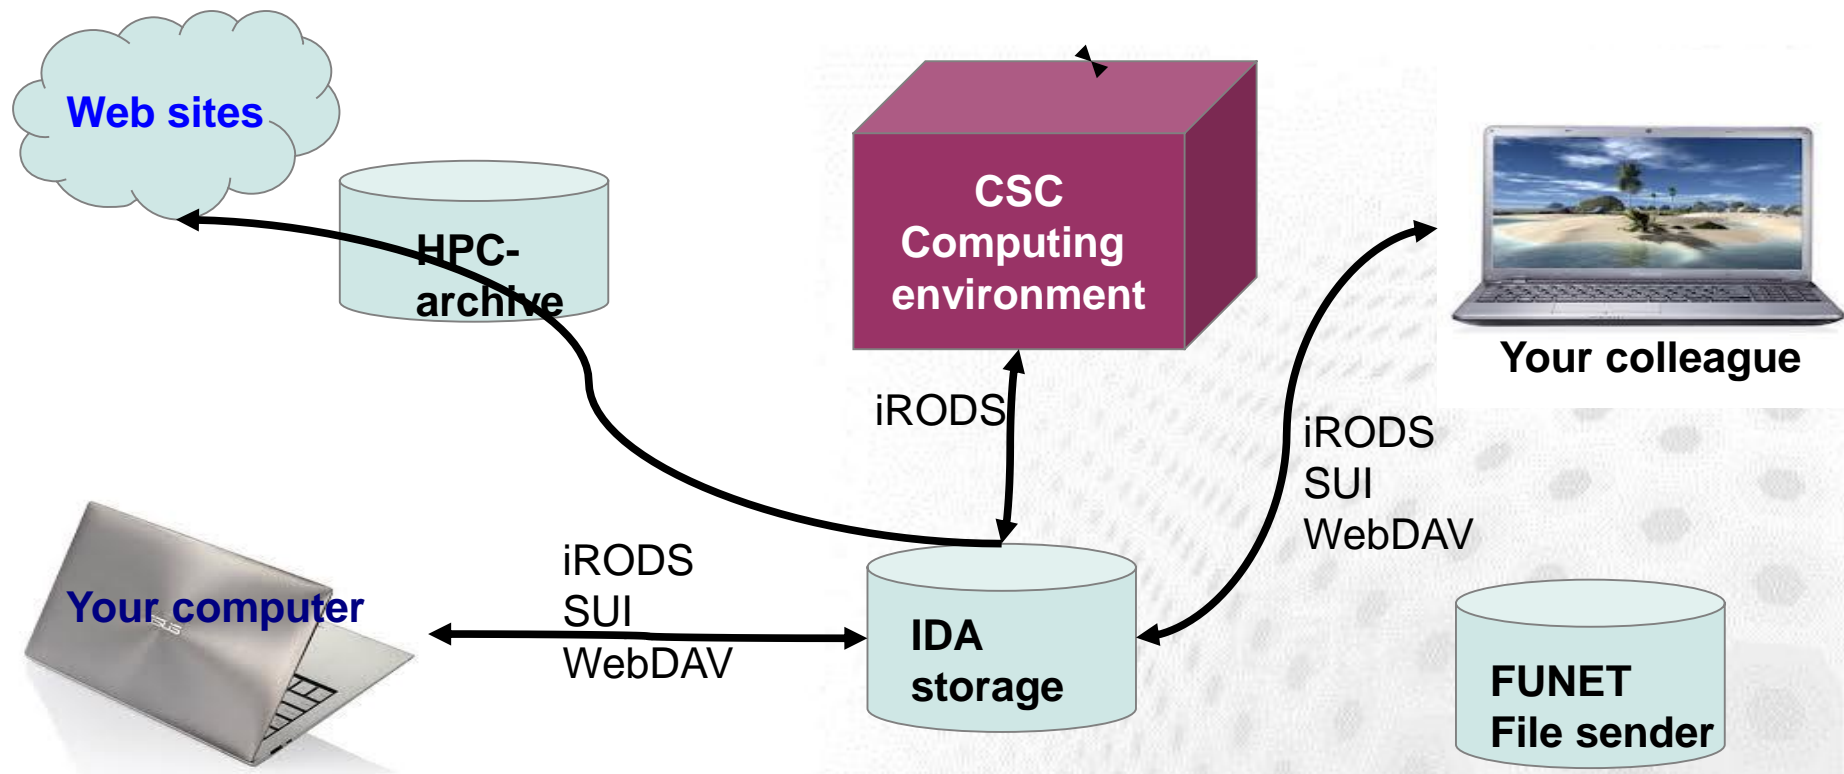 Web sites
HPC-
archive
CSC
Computing
environment
Your colleague
iRODS
iRODS
SUI
WebDAV
iRODS
SUI
WebDAV
Your computer
ASUS
IDA
storage
FUNET
File sender